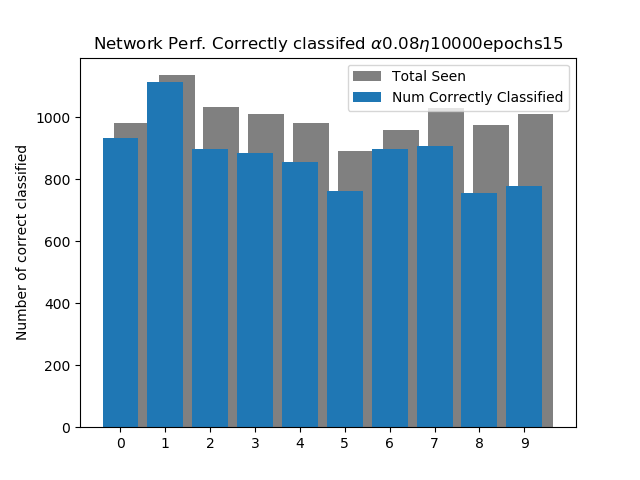 Network Perf. Correctly classifed α0.08η10000epochs15
Total Seen
Num Correctly Classified
Number of correct classified
1000
800
600
400
200
0
0 1 2 3 4 5 6 7 8 9